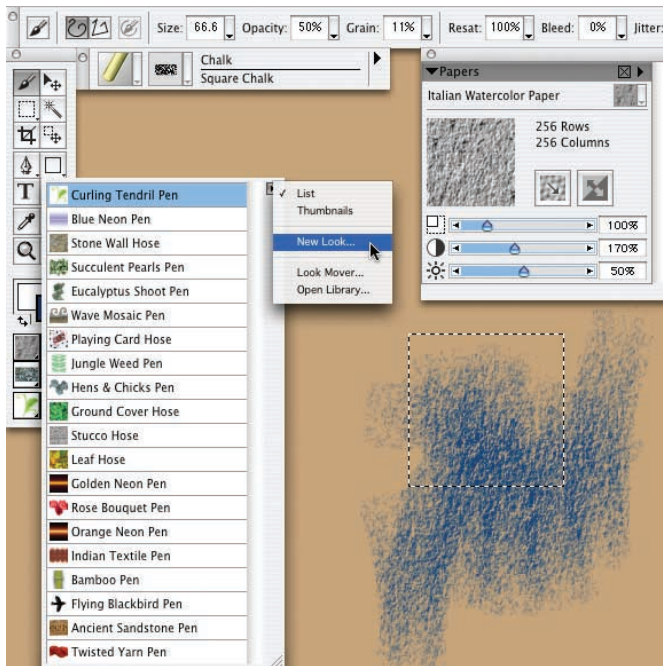 Size: 66.6 Opacity: 50% Grain: 11% Resat: 100% Bleed: 0% Jitter:
Chalk
Square Chalk
Papers
Italian Watercolor Paper
256 Rows
256 Columns
100%
170%
50%
T
Curling Tendril Pen
Blue Neon Pen
Stone Wall Hose
Succulent Pearls Pen
Eucalyptus Shoot Pen
Wave Mosaic Pen
Playing Card Hose
Jungle Weed Pen
Hens & Chicks Pen
Ground Cover Hose
Stucco Hose
Leaf Hose
Golden Neon Pen
Rose Bouquet Pen
Orange Neon Pen
Indian Textile Pen
Bamboo Pen
Flying Blackbird Pen
Ancient Sandstone Pen
Twisted Yarn Pen
✓ List
Thumbnails
New Look...
Look Mover...
Open Library...